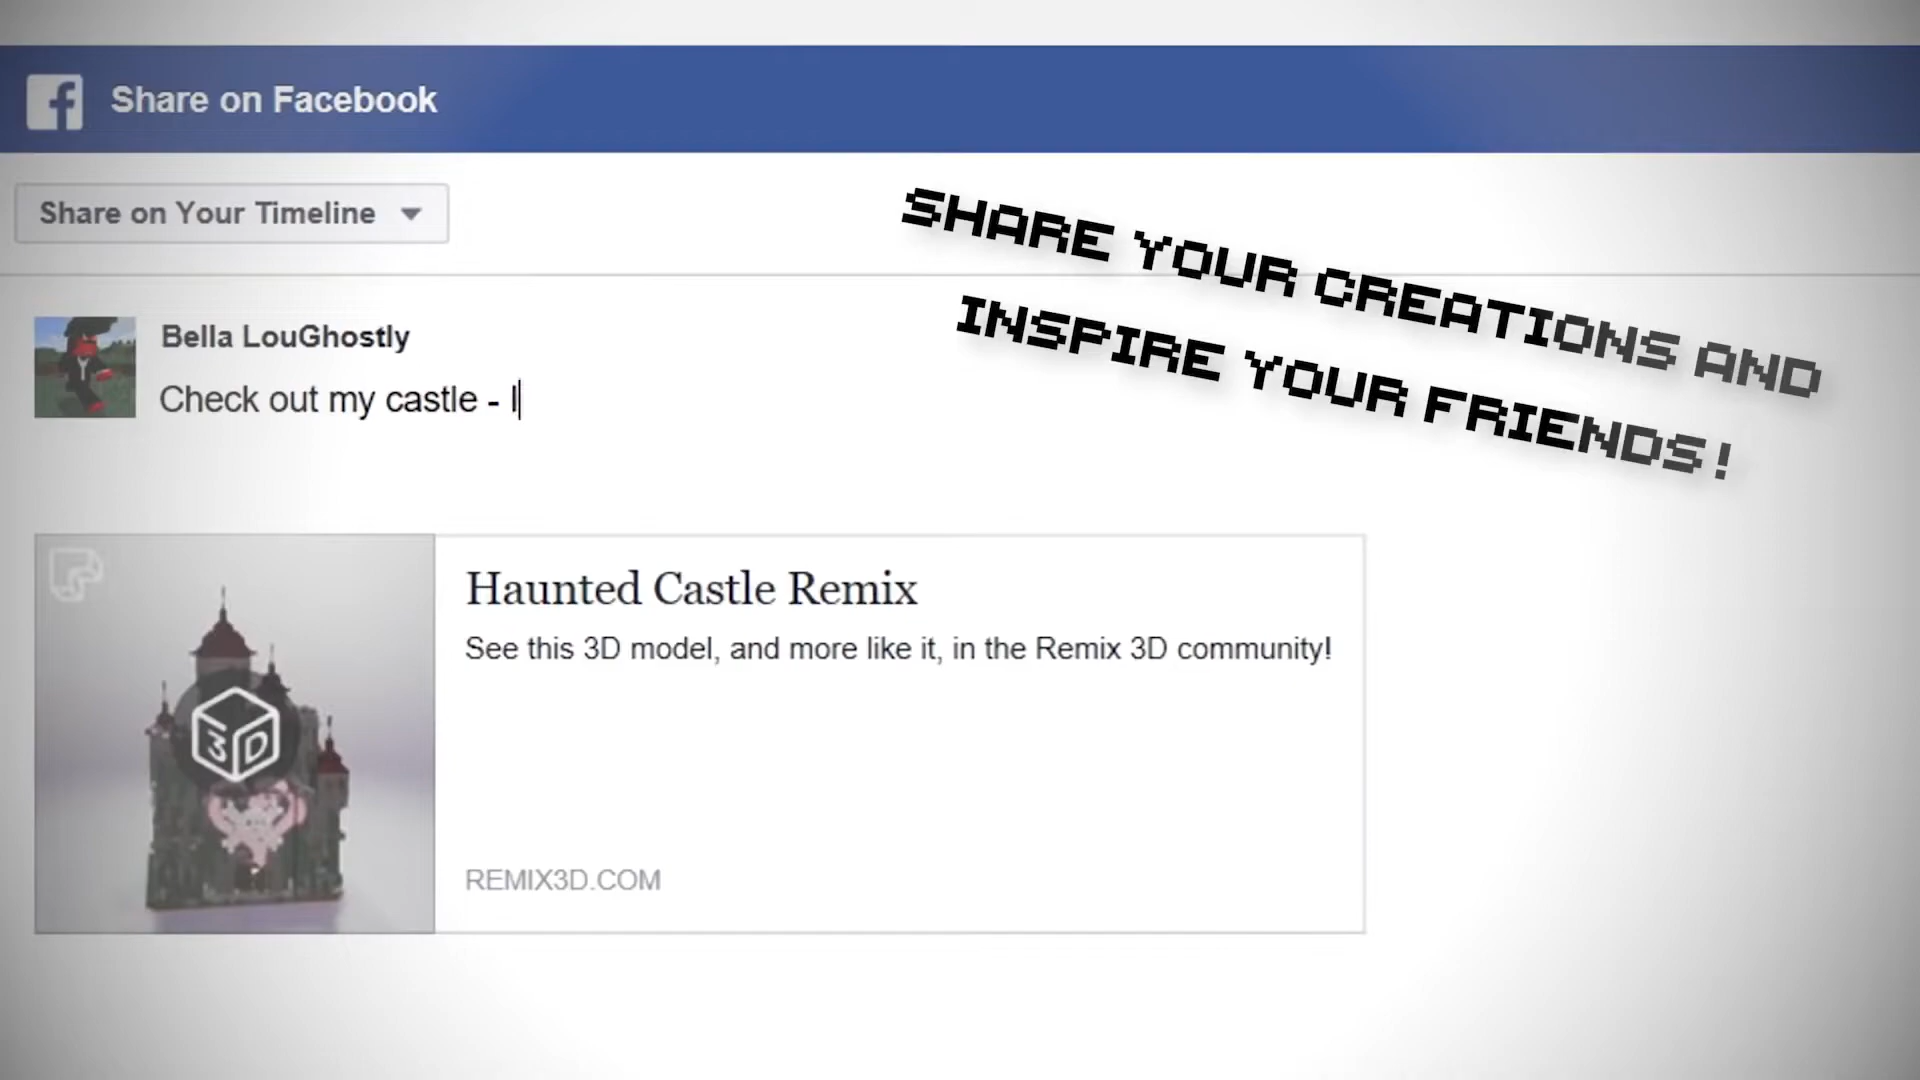 Share on Facebook
Share on Your Timeline
SHARE YOUR CREATIONS AND
INSPIRE YOUR FRIENDS!
Bella LouGhostly
Check out my castle - I
Haunted Castle Remix
See this 3D model, and more like it, in the Remix 3D community!
3D
REMIX3D.COM